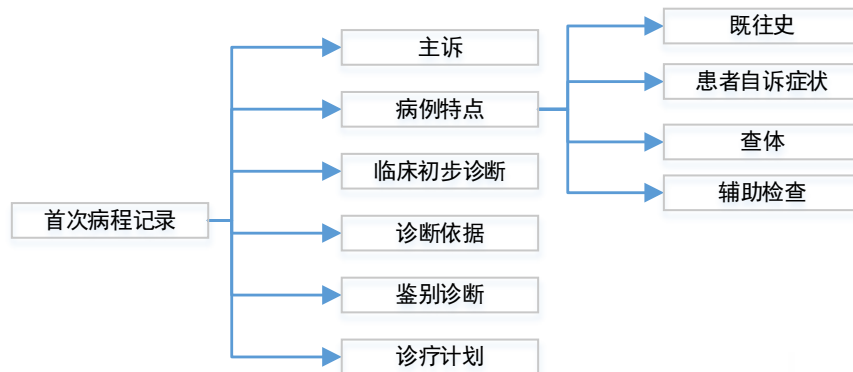 首次病程记录
主诉
病例特点
临床初步诊断
诊断依据
鉴别诊断
诊疗计划
既往史
患者自诉症状
查体
辅助检查